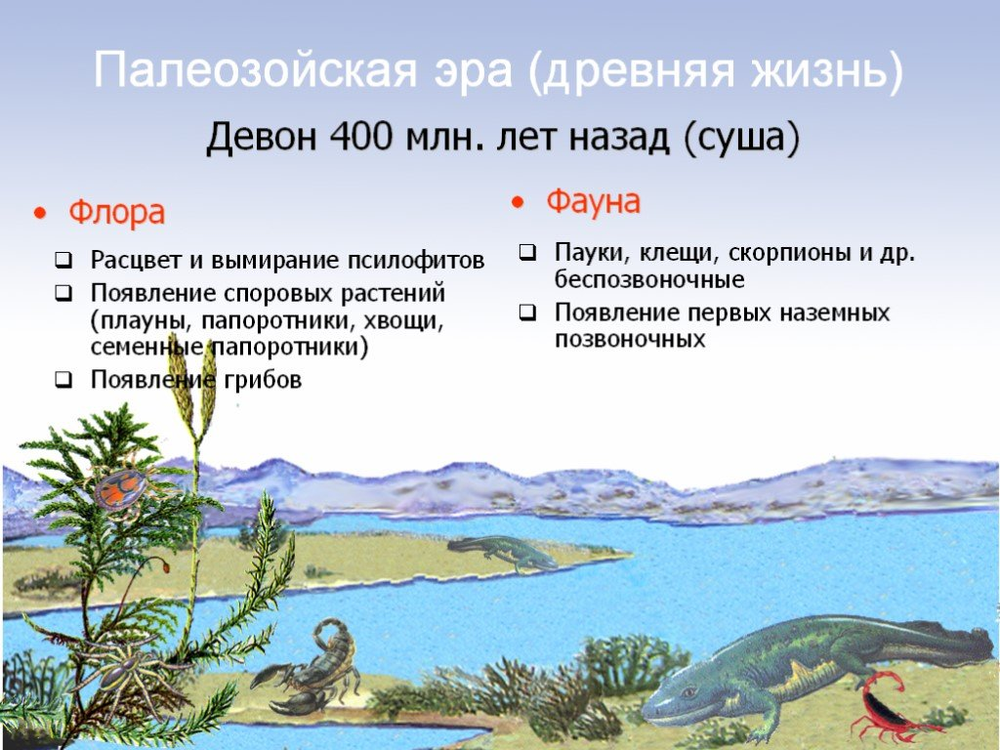 Палеозойская эра (древняя жизнь)
Девон 400 млн. лет назад (суша)
• Флора
❑ Расцвет и вымирание псилофитов
❑ Появление споровых растений
(плауны, папоротники, хвощи,
семенные папоротники)
❑ Появление грибов
• Фауна
❑ Пауки, клещи, скорпионы и др.
беспозвоночные
❑ Появление первых наземных
позвоночных